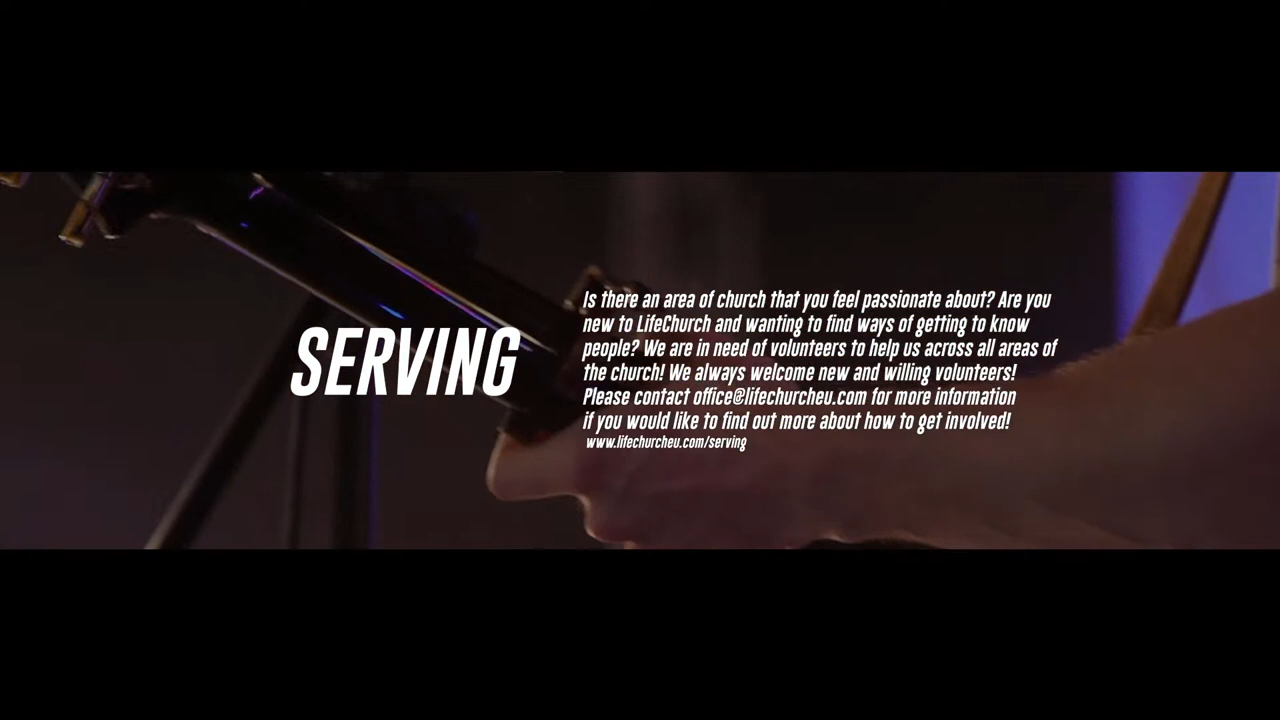 SERVING
Is there an area of church that you feel passionate about? Are you
new to LifeChurch and wanting to find ways of getting to know
people? We are in need of volunteers to help us across all areas of
the church! We always welcome new and willing volunteers!
Please contact office@lifechurcheu.com for more information
if you would like to find out more about how to get involved!
www.lifechurcheu.com/serving